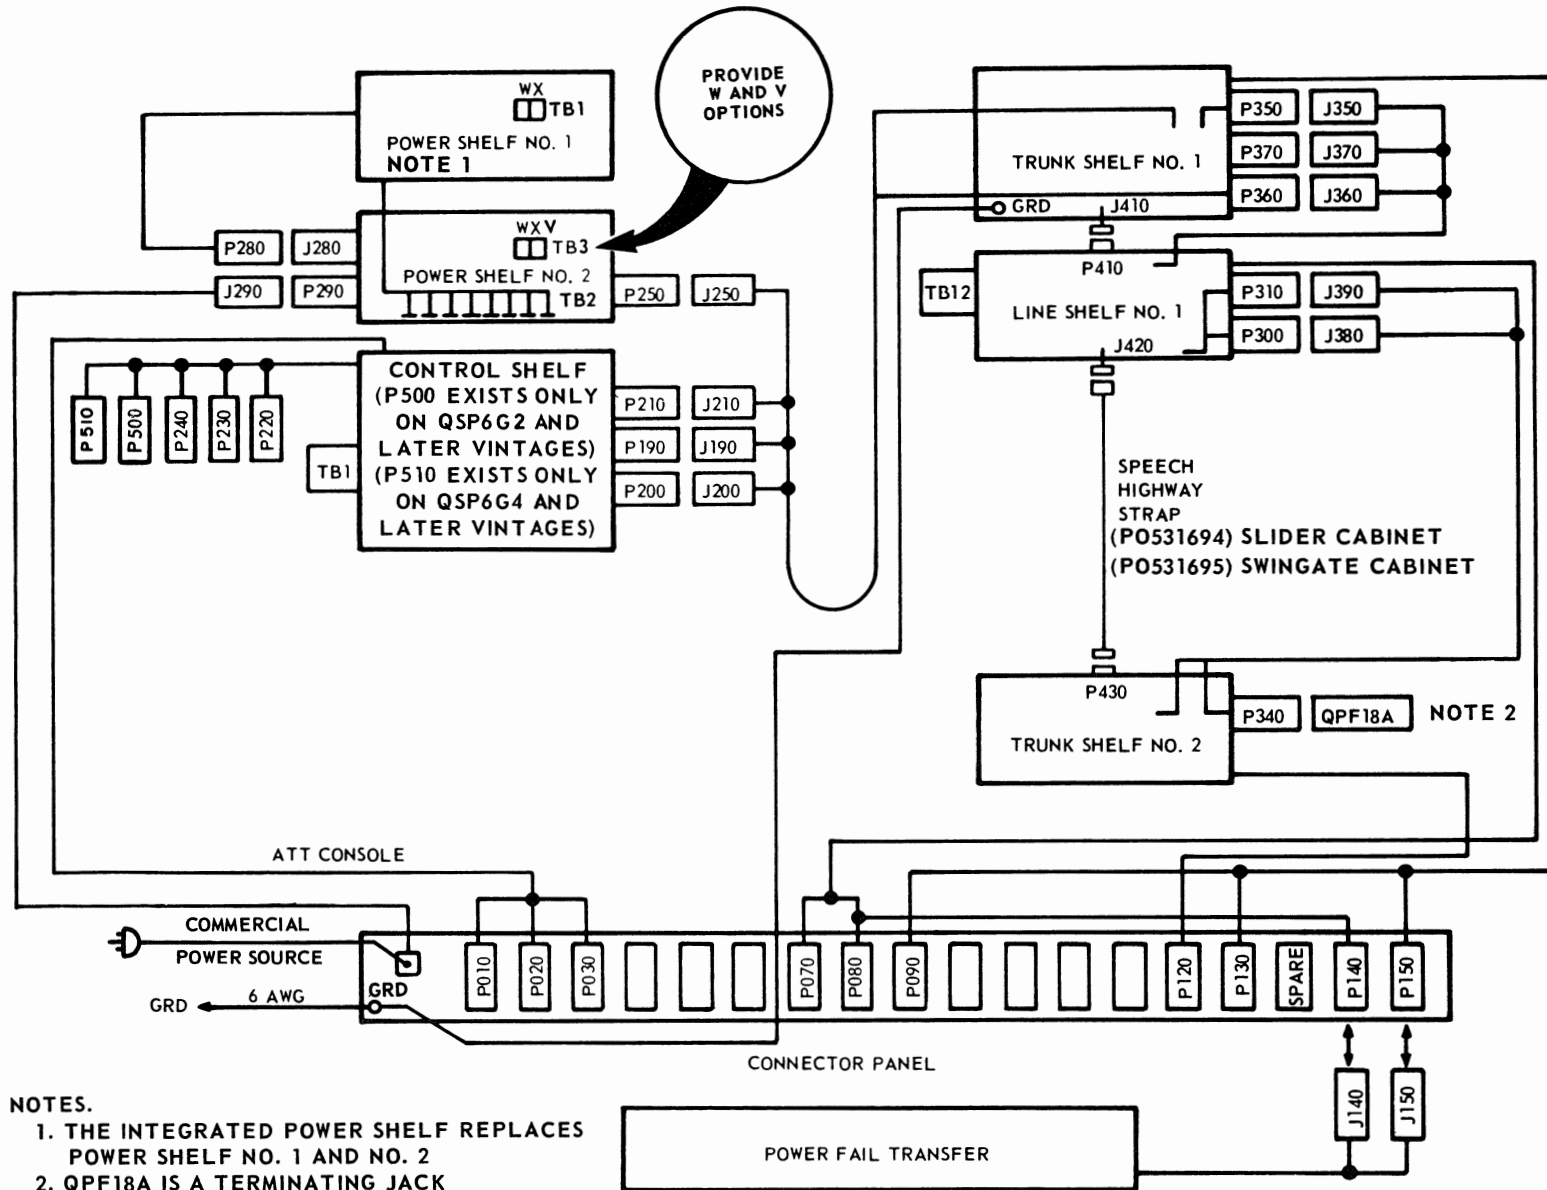 PROVIDE
W AND V
OPTIONS
WX
TB1
POWER SHELF NO. 1
NOTE 1
WX V
TB3
POWER SHELF NO. 2
TB2
P280
J280
J290
P290
P250
J250
CONTROL SHELF
(P500 EXISTS ONLY
ON QSP6G2 AND
LATER VINTAGES)
(P510 EXISTS ONLY
ON QSP6G4 AND
LATER VINTAGES)
P510
P500
P240
P230
P220
TB1
P210
J210
P190
J190
P200
J200
TRUNK SHELF NO. 1
GRD
J410
P350
J350
P370
J370
P360
J360
P410
TB12
LINE SHELF NO. 1
J420
P310
J390
P300
J380
SPEECH
HIGHWAY
STRAP
(PO531694) SLIDER CABINET
(PO531695) SWINGATE CABINET
P430
TRUNK SHELF NO. 2
P340
QPF18A
NOTE 2
ATT CONSOLE
COMMERCIAL
POWER SOURCE
GRD
6 AWG
GRD
P010
P020
P030
P070
P080
P090
P120
P130
SPARE
P140
P150
CONNECTOR PANEL
J140
J150
POWER FAIL TRANSFER
NOTES.
1. THE INTEGRATED POWER SHELF REPLACES
POWER SHELF NO. 1 AND NO. 2
2. QPF18A IS A TERMINATING JACK